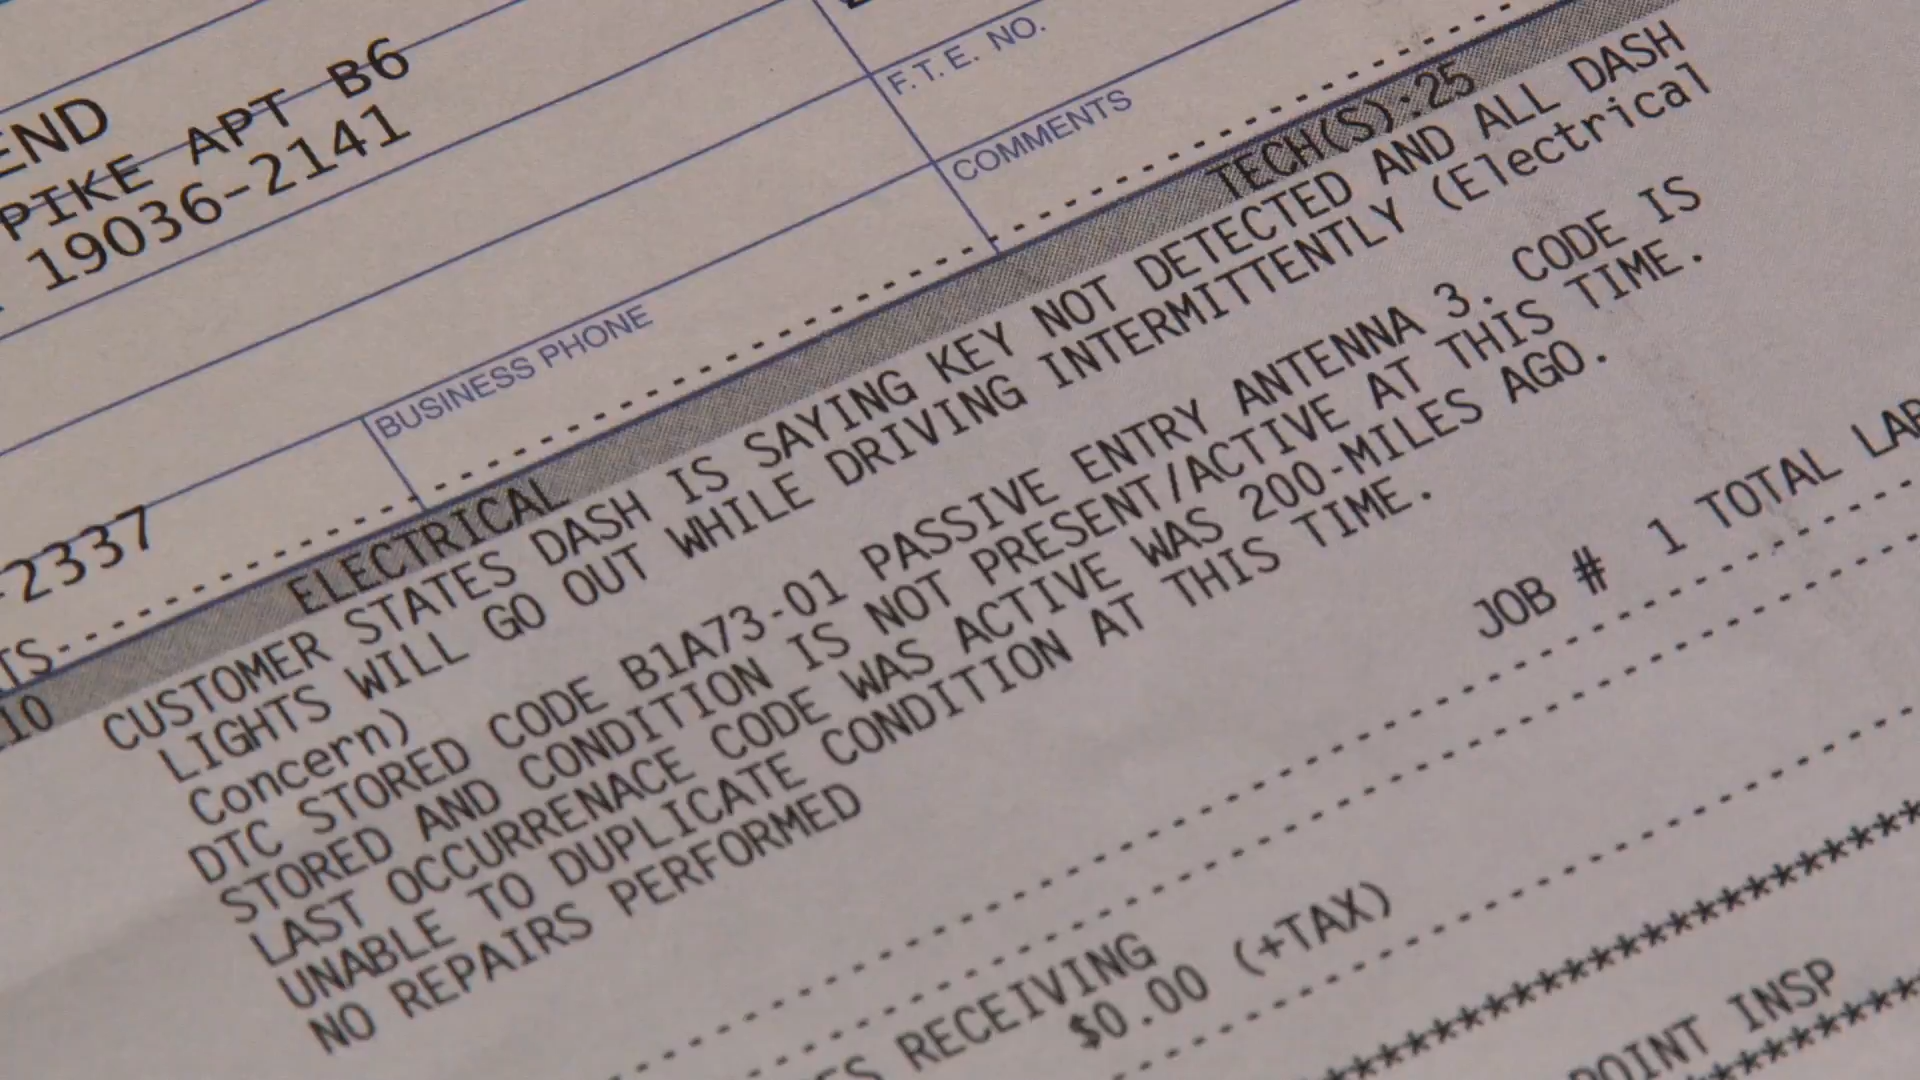 END
PIKE APT B6
19036-2141
F.T.E. NO.
COMMENTS
BUSINESS PHONE
-2337
TS
10 ELECTRICAL TECH(S):25
CUSTOMER STATES DASH IS SAYING KEY NOT DETECTED AND ALL DASH
LIGHTS WILL GO OUT WHILE DRIVING INTERMITTENTLY (Electrical
Concern)
DTC STORED CODE B1A73-01 PASSIVE ENTRY ANTENNA 3. CODE IS
STORED AND CONDITION IS NOT PRESENT/ACTIVE AT THIS TIME.
LAST OCCURRENACE CODE WAS ACTIVE WAS 200-MILES AGO.
UNABLE TO DUPLICATE CONDITION AT THIS TIME.
NO REPAIRS PERFORMED
JOB # 1 TOTAL LAB
ES RECEIVING
$0.00 (+TAX)
POINT INSP